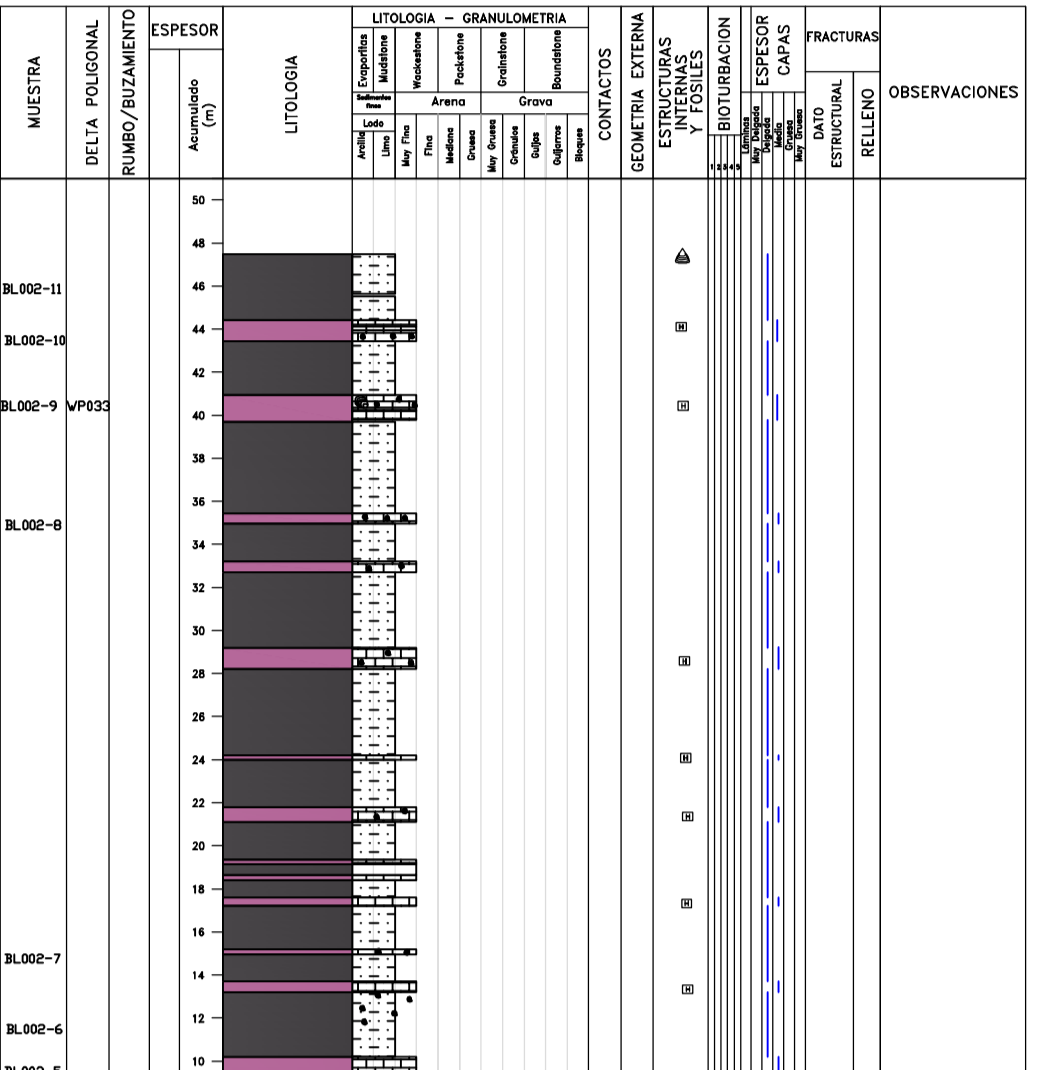 MUESTRA
DELTA POLIGONAL
RUMBO/BUZAMIENTO
ESPESOR
Acumulado
(m)
LITOLOGIA
LITOLOGIA - GRANULOMETRIA
Evaporitas
Mudstone
Wackestone
Packstone
Grainstone
Boundstone
Sedimentos
finos
Arena
Grava
Lodo
Arcilla
Limo
Muy Fina
Fina
Mediana
Gruesa
Muy Gruesa
Gránulos
Guijas
Guijarros
Bloques
CONTACTOS
GEOMETRIA EXTERNA
ESTRUCTURAS
INTERNAS
Y FOSILES
BIOTURBACION
1 2 3 4 5
ESPESOR
CAPAS
Láminas
Muy Delgada
Delgada
Media
Gruesa
Muy Gruesa
FRACTURAS
DATO
ESTRUCTURAL
RELLENO
OBSERVACIONES
50
48
BL002-11
46
44
H
BL002-10
42
BL002-9 WP033
H
40
38
36
BL002-8
34
32
30
28
H
26
24
H
22
H
20
18
H
16
BL002-7
14
H
12
BL002-6
10
BL002-5